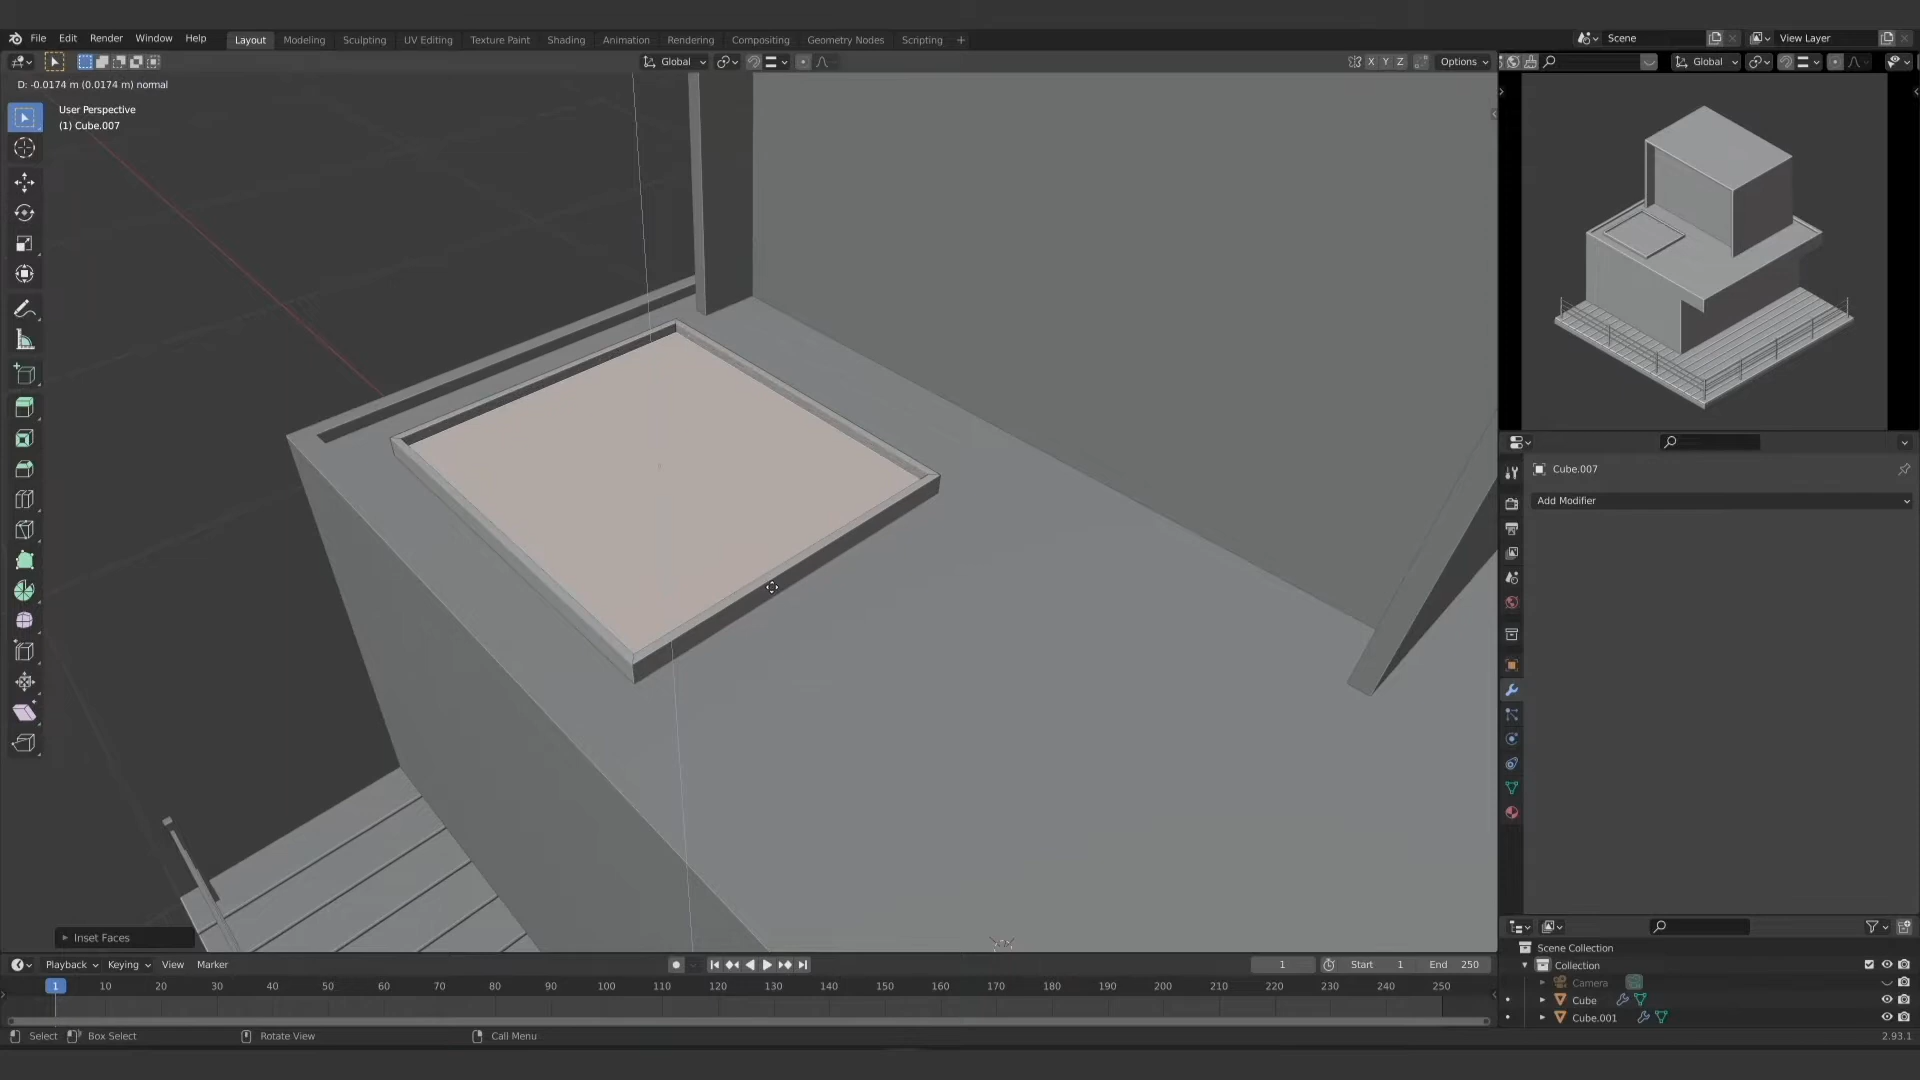 File Edit Render Window Help Layout Modeling Sculpting UV Editing Texture Paint Shading Animation Rendering Compositing Geometry Nodes Scripting + Scene View Layer
Global X Y Z Options Global
D: -0.0174 m (0.0174 m) normal
User Perspective
(1) Cube.007
Cube.007
Add Modifier
Inset Faces
Scene Collection
Collection
Camera
Cube
Cube.001
Playback Keying View Marker 1 Start 1 End 250
1 10 20 30 40 50 60 70 80 90 100 110 120 130 140 150 160 170 180 190 200 210 220 230 240 250
Select Box Select Rotate View Call Menu 2.93.1